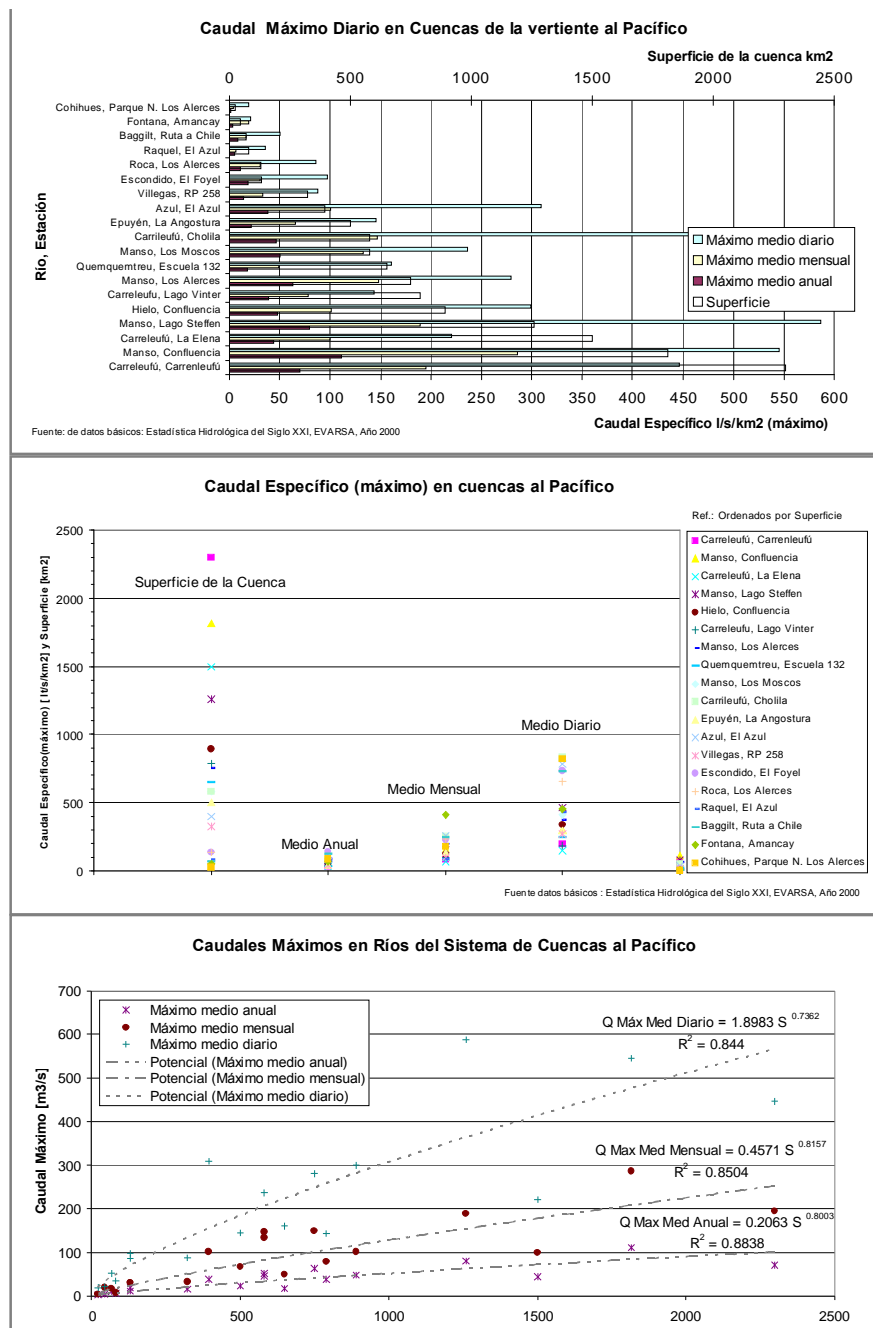 Caudal Máximo Diario en Cuencas de la vertiente al Pacífico
Superficie de la cuenca km2
0 500 1000 1500 2000 2500
Río, Estación
Cohihues, Parque N. Los Alerces
Fontana, Amancay
Baggilt, Ruta a Chile
Raquel, El Azul
Roca, Los Alerces
Escondido, El Foyel
Villegas, RP 258
Azul, El Azul
Epuyén, La Angostura
Carrileufú, Cholila
Manso, Los Moscos
Quemquemtreu, Escuela 132
Manso, Los Alerces
Carreleufu, Lago Vinter
Hielo, Confluencia
Manso, Lago Steffen
Carreleufú, La Elena
Manso, Confluencia
Carreleufú, Carrenleufú
Máximo medio diario
Máximo medio mensual
Máximo medio anual
Superficie
0 50 100 150 200 250 300 350 400 450 500 550 600
Caudal Específico l/s/km2 (máximo)
Fuente: de datos básicos: Estadística Hidrológica del Siglo XXI, EVARSA, Año 2000
Caudal Específico (máximo) en cuencas al Pacífico
Caudal Específico(máximo) [lt/s/km2] y Superficie [km2]
2500
2000
1500
1000
500
0
Superficie de la Cuenca
Medio Anual
Medio Mensual
Medio Diario
Ref.: Ordenados por Superficie
Carreleufú, Carrenleufú
Manso, Confluencia
Carreleufú, La Elena
Manso, Lago Steffen
Hielo, Confluencia
Carreleufu, Lago Vinter
Manso, Los Alerces
Quemquemtreu, Escuela 132
Manso, Los Moscos
Carrileufú, Cholila
Epuyén, La Angostura
Azul, El Azul
Villegas, RP 258
Escondido, El Foyel
Roca, Los Alerces
Raquel, El Azul
Baggilt, Ruta a Chile
Fontana, Amancay
Cohihues, Parque N. Los Alerces
Fuente datos básicos : Estadística Hidrológica del Siglo XXI, EVARSA, Año 2000
Caudales Máximos en Ríos del Sistema de Cuencas al Pacífico
Caudal Máximo [m3/s]
700
600
500
400
300
200
100
0
Máximo medio anual
Máximo medio mensual
Máximo medio diario
Potencial (Máximo medio anual)
Potencial (Máximo medio mensual)
Potencial (Máximo medio diario)
Q Máx Med Diario = 1.8983 S 0.7362
R2 = 0.844
Q Max Med Mensual = 0.4571 S 0.8157
R2 = 0.8504
Q Max Med Anual = 0.2063 S 0.8003
R2 = 0.8838
0 500 1000 1500 2000 2500